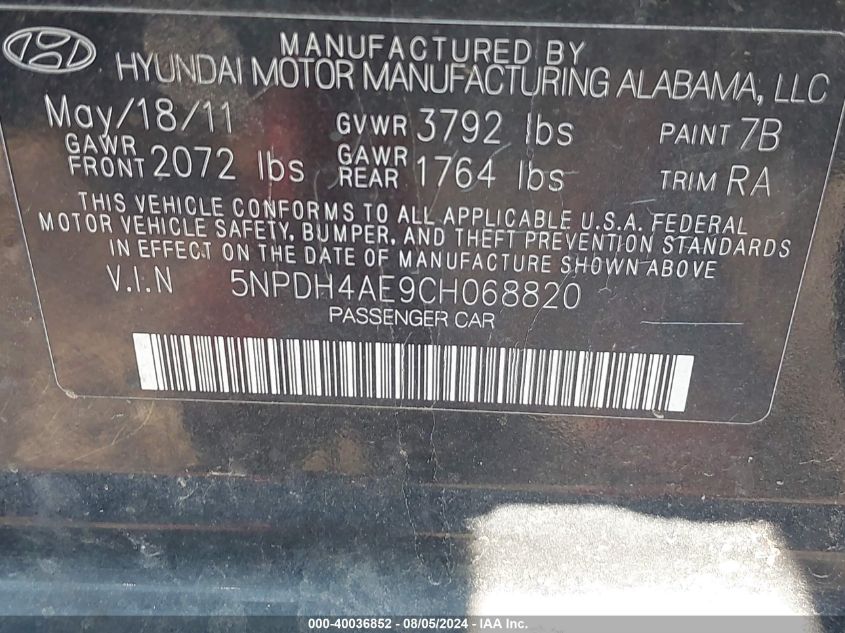 MANUFACTURED BY
HYUNDAI MOTOR MANUFACTURING ALABAMA, LLC
May/18/11 GVWR 3792 lbs PAINT 7B
GAWR FRONT 2072 lbs GAWR REAR 1764 lbs TRIM RA
THIS VEHICLE CONFORMS TO ALL APPLICABLE U.S.A. FEDERAL
MOTOR VEHICLE SAFETY, BUMPER, AND THEFT PREVENTION STANDARDS
IN EFFECT ON THE DATE OF MANUFACTURE SHOWN ABOVE.
V.I.N 5NPDH4AE9CH068820
PASSENGER CAR
000-40036852 - 08/05/2024 - IAA Inc.